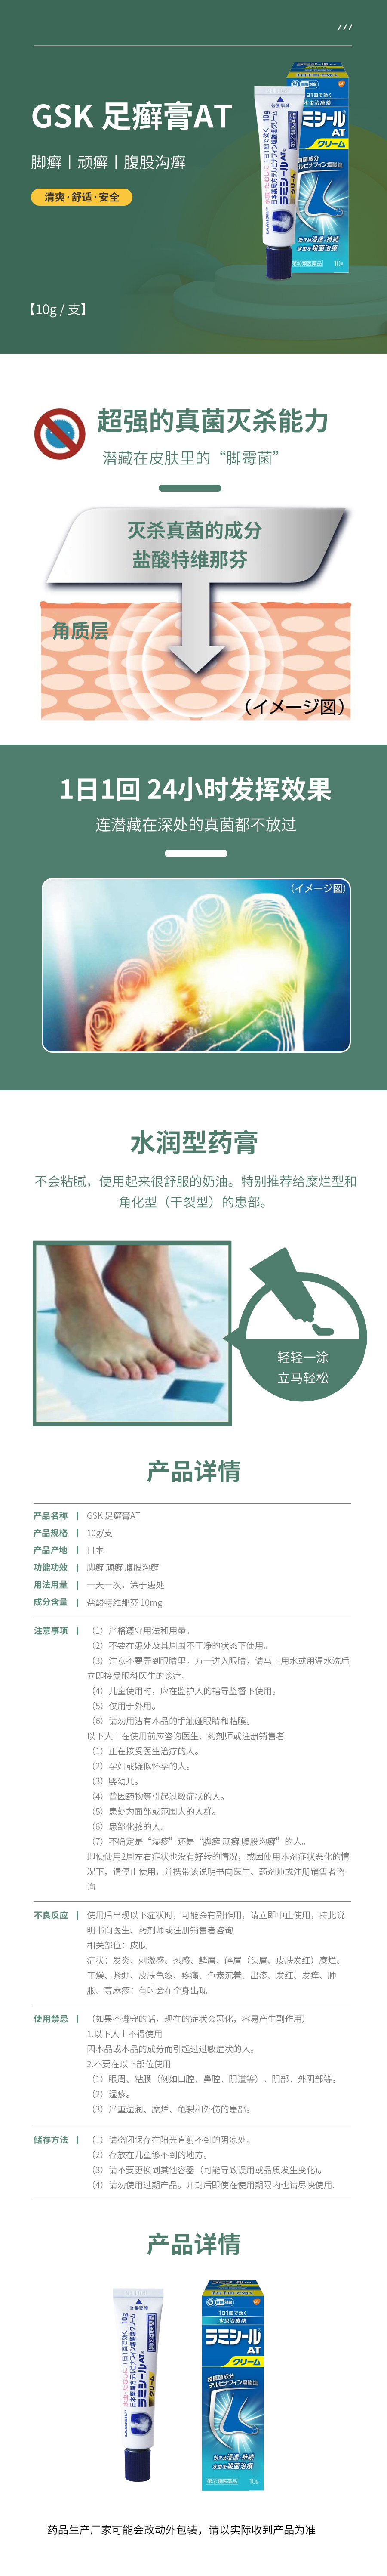 GSK 足癣膏AT
脚癣丨顽癣丨腹股沟癣
清爽·舒适·安全
【10g / 支】
1日1回で効く
水虫治療薬
ラミシール
AT
クリーム
10g
超强的真菌灭杀能力
潜藏在皮肤里的“脚霉菌”
灭杀真菌的成分
盐酸特维那芬
角质层
(イメージ図)
1日1回 24小时发挥效果
连潜藏在深处的真菌都不放过
(イメージ図)
水润型药膏
不会粘腻，使用起来很舒服的奶油。特别推荐给糜烂型和
角化型（干裂型）的患部。
轻轻一涂
立马轻松
产品详情
产品名称 GSK 足廯膏AT
产品规格 10g/支
产品产地 日本
功能功效 脚癣 顽癣 腹股沟癣
用法用量 一天一次，涂于患处
成分含量 盐酸特维那芬 10mg
注意事项 （1）严格遵守用法和用量。
（2）不要在患处及其周围不干净的状态下使用。
（3）注意不要弄到眼睛里。万一进入眼睛，请马上用水或用温水洗后
立即接受眼科医生的诊疗。
（4）儿童使用时，应在监护人的指导监督下使用。
（5）仅用于外用。
（6）请勿用沾有本品的手触碰眼睛和粘膜。
以下人士在使用前应咨询医生、药剂师或注册销售者
（1）正在接受医生治疗的人。
（2）孕妇或疑似怀孕的人。
（3）婴幼儿。
（4）曾因药物等引起过敏症状的人。
（5）患处为面部或范围大的人群。
（6）患部化脓的人。
（7）不确定是“湿疹”还是“脚癣 顽癣 腹股沟癣”的人。
即使使用2周左右症状也没有好转的情况，或因使用本剂症状恶化的情
况下，请停止使用，并携带该说明书向医生、药剂师或注册销售者咨
询
不良反应 使用后出现以下症状时，可能会有副作用，请立即中止使用，持此说
明书向医生、药剂师或注册销售者咨询
相关部位：皮肤
症状：发炎、刺激感、热感、鳞屑、碎屑（头屑、皮肤发红）糜烂、
干燥、紧绷、皮肤龟裂、疼痛、色素沉着、出疹、发红、发痒、肿
胀、荨麻疹：有时会在全身出现
使用禁忌 （如果不遵守的话，现在的症状会恶化，容易产生副作用）
1.以下人士不得使用
因本品或本品的成分而引起过过敏症状的人。
2.不要在以下部位使用
（1）眼周、粘膜（例如口腔、鼻腔、阴道等）、阴部、外阴部等。
（2）湿疹。
（3）严重湿润、糜烂、龟裂和外伤的患部。
储存方法 （1）请密闭保存在阳光直射不到的阴凉处。
（2）存放在儿童够不到的地方。
（3）请不要更换到其他容器（可能导致误用或品质发生变化)。
（4）请勿使用过期产品。开封后即使在使用期限内也请尽快使用.
产品详情
1日1回で効く
水虫治療薬
ラミシール
AT
クリーム
10g
药品生产厂家可能会改动外包装，请以实际收到产品为准